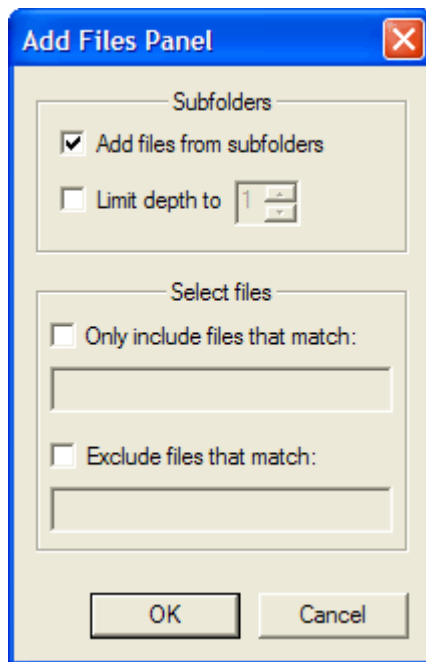 Add Files Panel
Subfolders
Add files from subfolders
Limit depth to 1
Select files
Only include files that match:
Exclude files that match:
OK Cancel